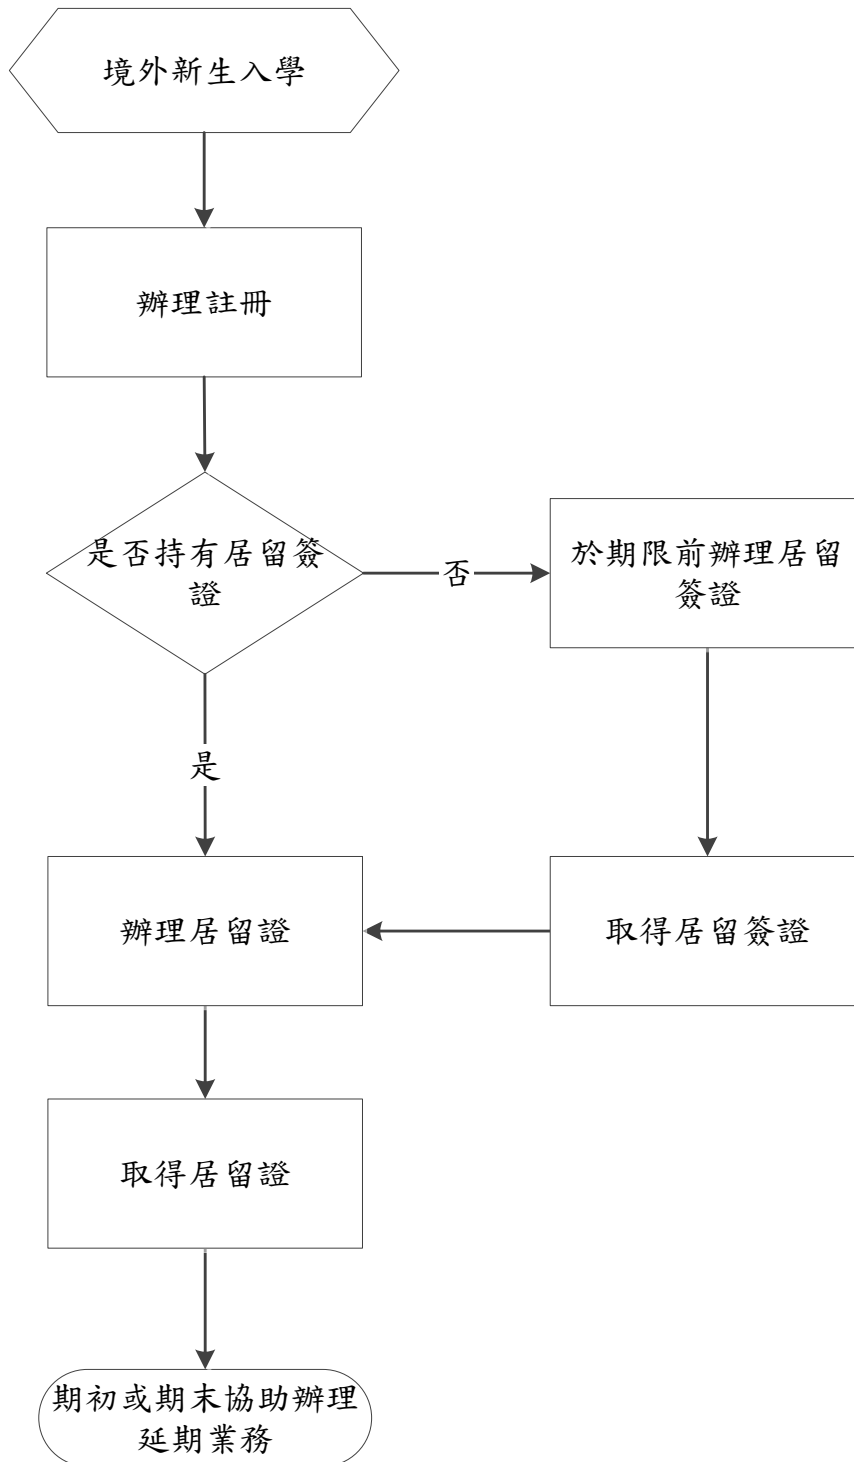 境外新生入學
辦理註冊
是否持有居留簽
證
否
於期限前辦理居留
簽證
是
辦理居留證
取得居留簽證
取得居留證
期初或期末協助辦理
延期業務